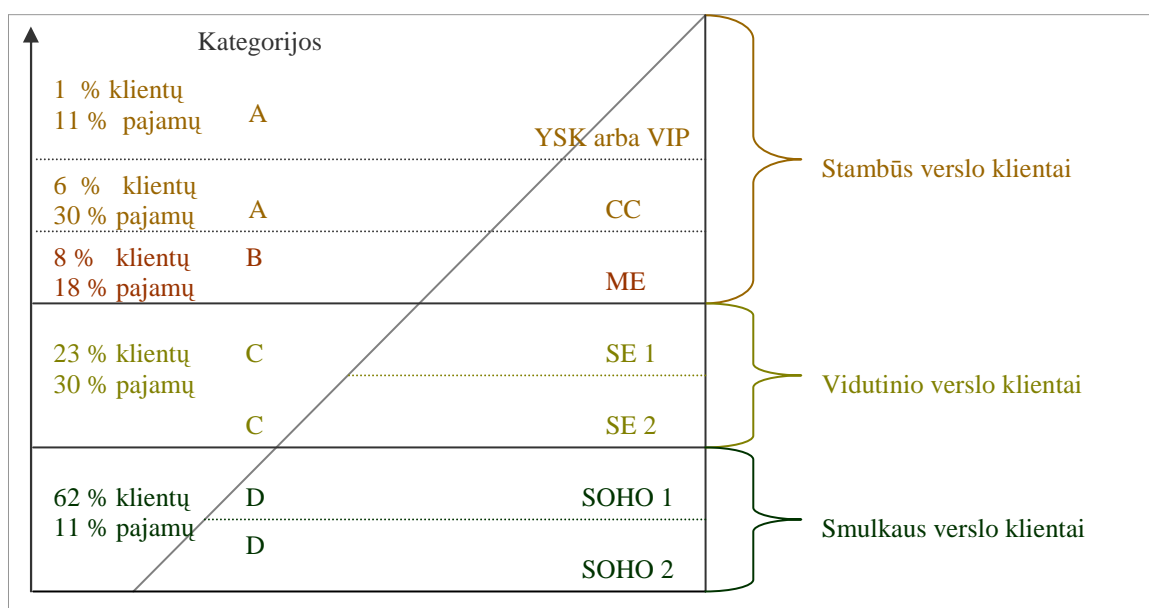 Kategorijos
1 % klientų
11 % pajamų
A
YSK arba VIP
Stambūs verslo klientai
6 % klientų
30 % pajamų
A
CC
8 % klientų
18 % pajamų
B
ME
23 % klientų
30 % pajamų
C
SE 1
Vidutinio verslo klientai
C
SE 2
62 % klientų
11 % pajamų
D
SOHO 1
Smulkaus verslo klientai
D
SOHO 2